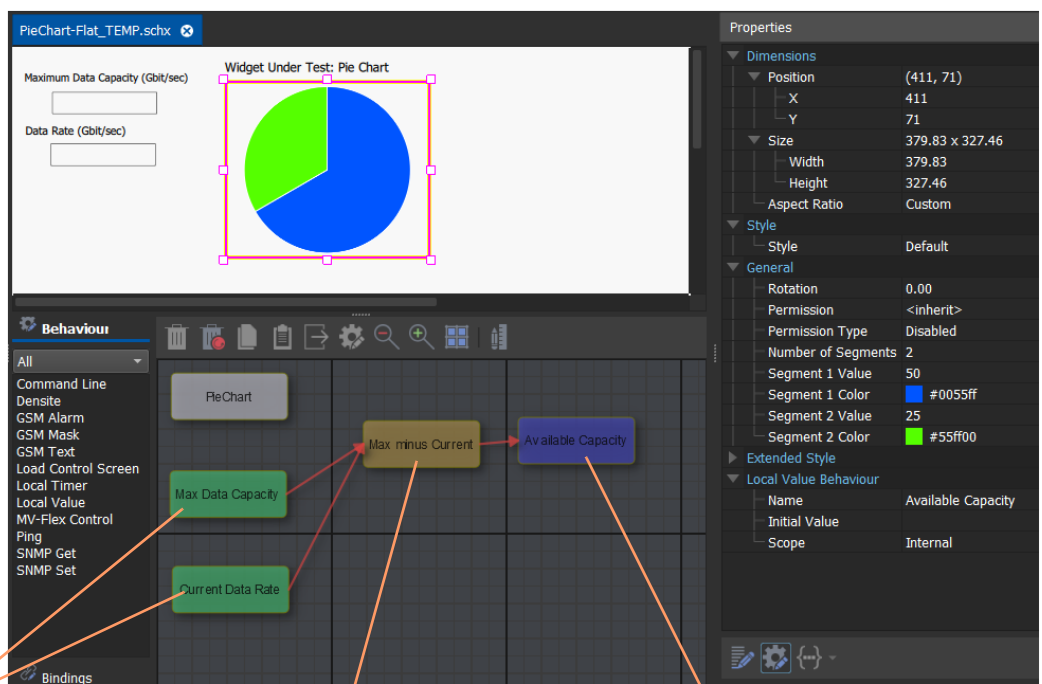 PieChart-Flat_TEMP.schx
Maximum Data Capacity (Gbit/sec)
Data Rate (Gbit/sec)
Widget Under Test: Pie Chart
Behaviour
All
Command Line
Densite
GSM Alarm
GSM Mask
GSM Text
Load Control Screen
Local Timer
Local Value
MV-Flex Control
Ping
SNMP Get
SNMP Set
Bindings
PieChart
Max Data Capacity
Current Data Rate
Max minus Current
Available Capacity
Properties
Dimensions
Position (411, 71)
X 411
Y 71
Size 379.83 x 327.46
Width 379.83
Height 327.46
Aspect Ratio Custom
Style
Style Default
General
Rotation 0.00
Permission <inherit>
Permission Type Disabled
Number of Segments 2
Segment 1 Value 50
Segment 1 Color #0055ff
Segment 2 Value 25
Segment 2 Color #55ff00
Extended Style
Local Value Behaviour
Name Available Capacity
Initial Value
Scope Internal